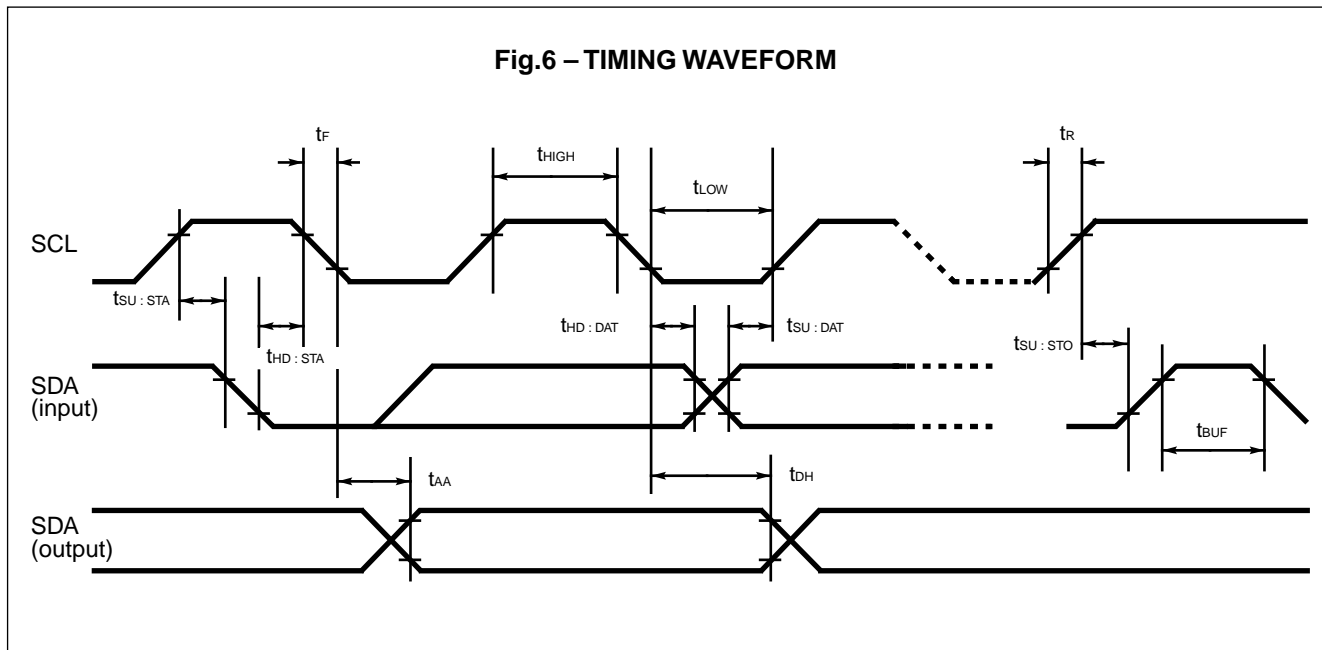 Fig.6 – TIMING WAVEFORM
tF
tHIGH
tLOW
tR
SCL
tSU : STA
tHD : STA
tHD : DAT
tSU : DAT
tSU : STO
SDA
(input)
tBUF
tAA
tDH
SDA
(output)